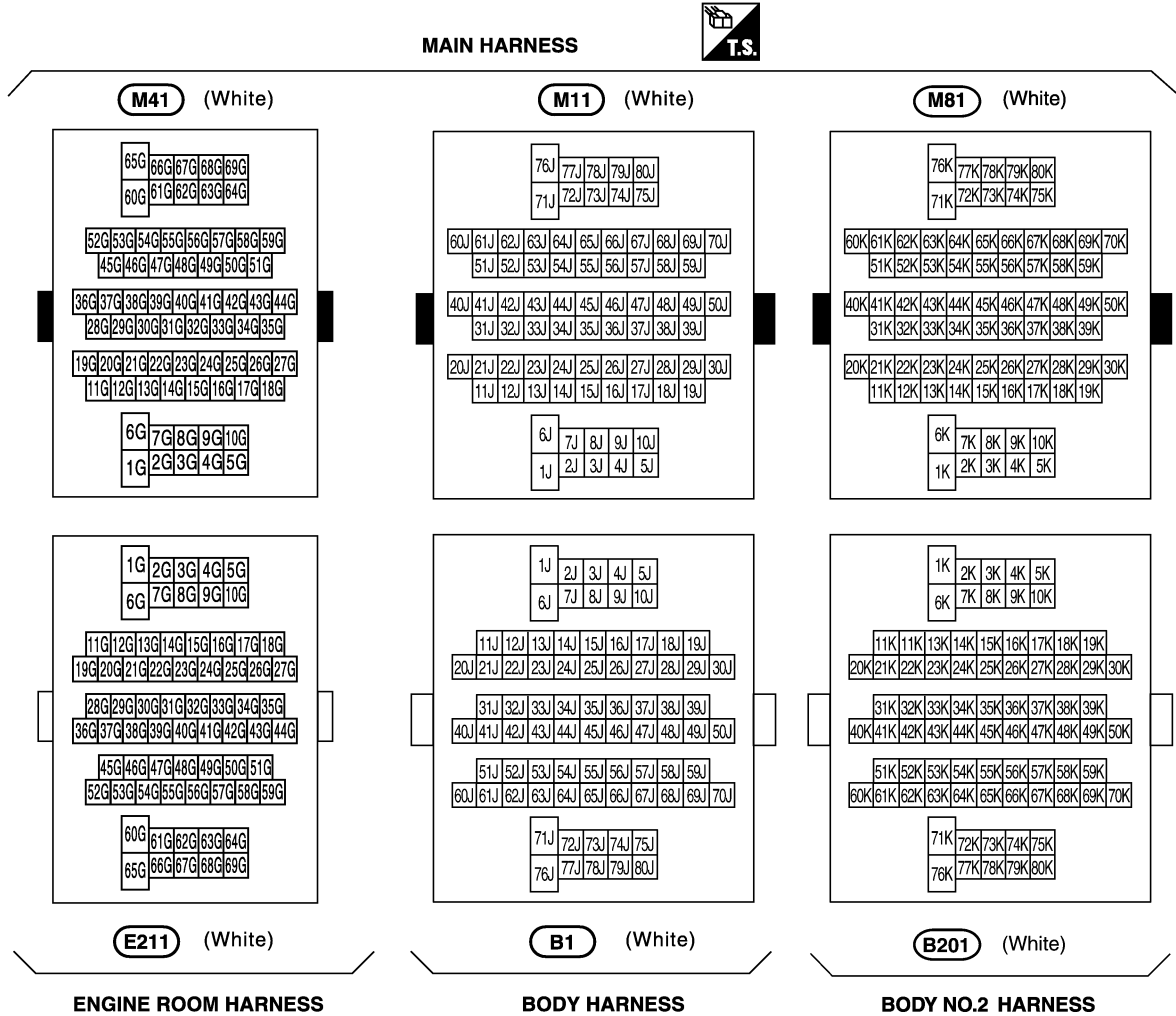 MAIN HARNESS
T.S.
M41 (White)
65G 66G 67G 68G 69G
60G 61G 62G 63G 64G
52G 53G 54G 55G 56G 57G 58G 59G
45G 46G 47G 48G 49G 50G 51G
36G 37G 38G 39G 40G 41G 42G 43G 44G
28G 29G 30G 31G 32G 33G 34G 35G
19G 20G 21G 22G 23G 24G 25G 26G 27G
11G 12G 13G 14G 15G 16G 17G 18G
6G 7G 8G 9G 10G
1G 2G 3G 4G 5G
M11 (White)
76J 77J 78J 79J 80J
71J 72J 73J 74J 75J
60J 61J 62J 63J 64J 65J 66J 67J 68J 69J 70J
51J 52J 53J 54J 55J 56J 57J 58J 59J
40J 41J 42J 43J 44J 45J 46J 47J 48J 49J 50J
31J 32J 33J 34J 35J 36J 37J 38J 39J
20J 21J 22J 23J 24J 25J 26J 27J 28J 29J 30J
11J 12J 13J 14J 15J 16J 17J 18J 19J
6J 7J 8J 9J 10J
1J 2J 3J 4J 5J
M81 (White)
76K 77K 78K 79K 80K
71K 72K 73K 74K 75K
60K 61K 62K 63K 64K 65K 66K 67K 68K 69K 70K
51K 52K 53K 54K 55K 56K 57K 58K 59K
40K 41K 42K 43K 44K 45K 46K 47K 48K 49K 50K
31K 32K 33K 34K 35K 36K 37K 38K 39K
20K 21K 22K 23K 24K 25K 26K 27K 28K 29K 30K
11K 12K 13K 14K 15K 16K 17K 18K 19K
6K 7K 8K 9K 10K
1K 2K 3K 4K 5K
1G 2G 3G 4G 5G
6G 7G 8G 9G 10G
11G 12G 13G 14G 15G 16G 17G 18G
19G 20G 21G 22G 23G 24G 25G 26G 27G
28G 29G 30G 31G 32G 33G 34G 35G
36G 37G 38G 39G 40G 41G 42G 43G 44G
45G 46G 47G 48G 49G 50G 51G
52G 53G 54G 55G 56G 57G 58G 59G
60G 61G 62G 63G 64G
65G 66G 67G 68G 69G
E211 (White)
ENGINE ROOM HARNESS
1J 2J 3J 4J 5J
6J 7J 8J 9J 10J
11J 12J 13J 14J 15J 16J 17J 18J 19J
20J 21J 22J 23J 24J 25J 26J 27J 28J 29J 30J
31J 32J 33J 34J 35J 36J 37J 38J 39J
40J 41J 42J 43J 44J 45J 46J 47J 48J 49J 50J
51J 52J 53J 54J 55J 56J 57J 58J 59J
60J 61J 62J 63J 64J 65J 66J 67J 68J 69J 70J
71J 72J 73J 74J 75J
76J 77J 78J 79J 80J
B1 (White)
BODY HARNESS
1K 2K 3K 4K 5K
6K 7K 8K 9K 10K
11K 11K 13K 14K 15K 16K 17K 18K 19K
20K 21K 22K 23K 24K 25K 26K 27K 28K 29K 30K
31K 32K 33K 34K 35K 36K 37K 38K 39K
40K 41K 42K 43K 44K 45K 46K 47K 48K 49K 50K
51K 52K 53K 54K 55K 56K 57K 58K 59K
60K 61K 62K 63K 64K 65K 66K 67K 68K 69K 70K
71K 72K 73K 74K 75K
76K 77K 78K 79K 80K
B201 (White)
BODY NO.2 HARNESS